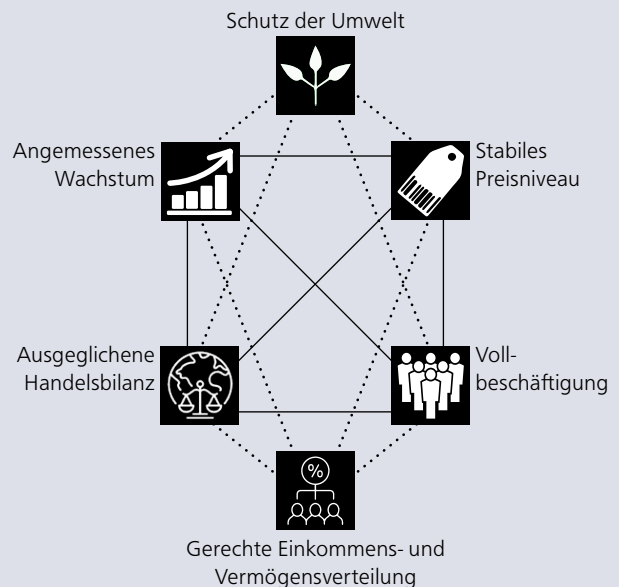 Schutz der Umwelt
Angemessenes
Wachstum
Stabiles
Preisniveau
Ausgeglichene
Handelsbilanz
Voll-
beschäftigung
%
Gerechte Einkommens- und
Vermögensverteilung